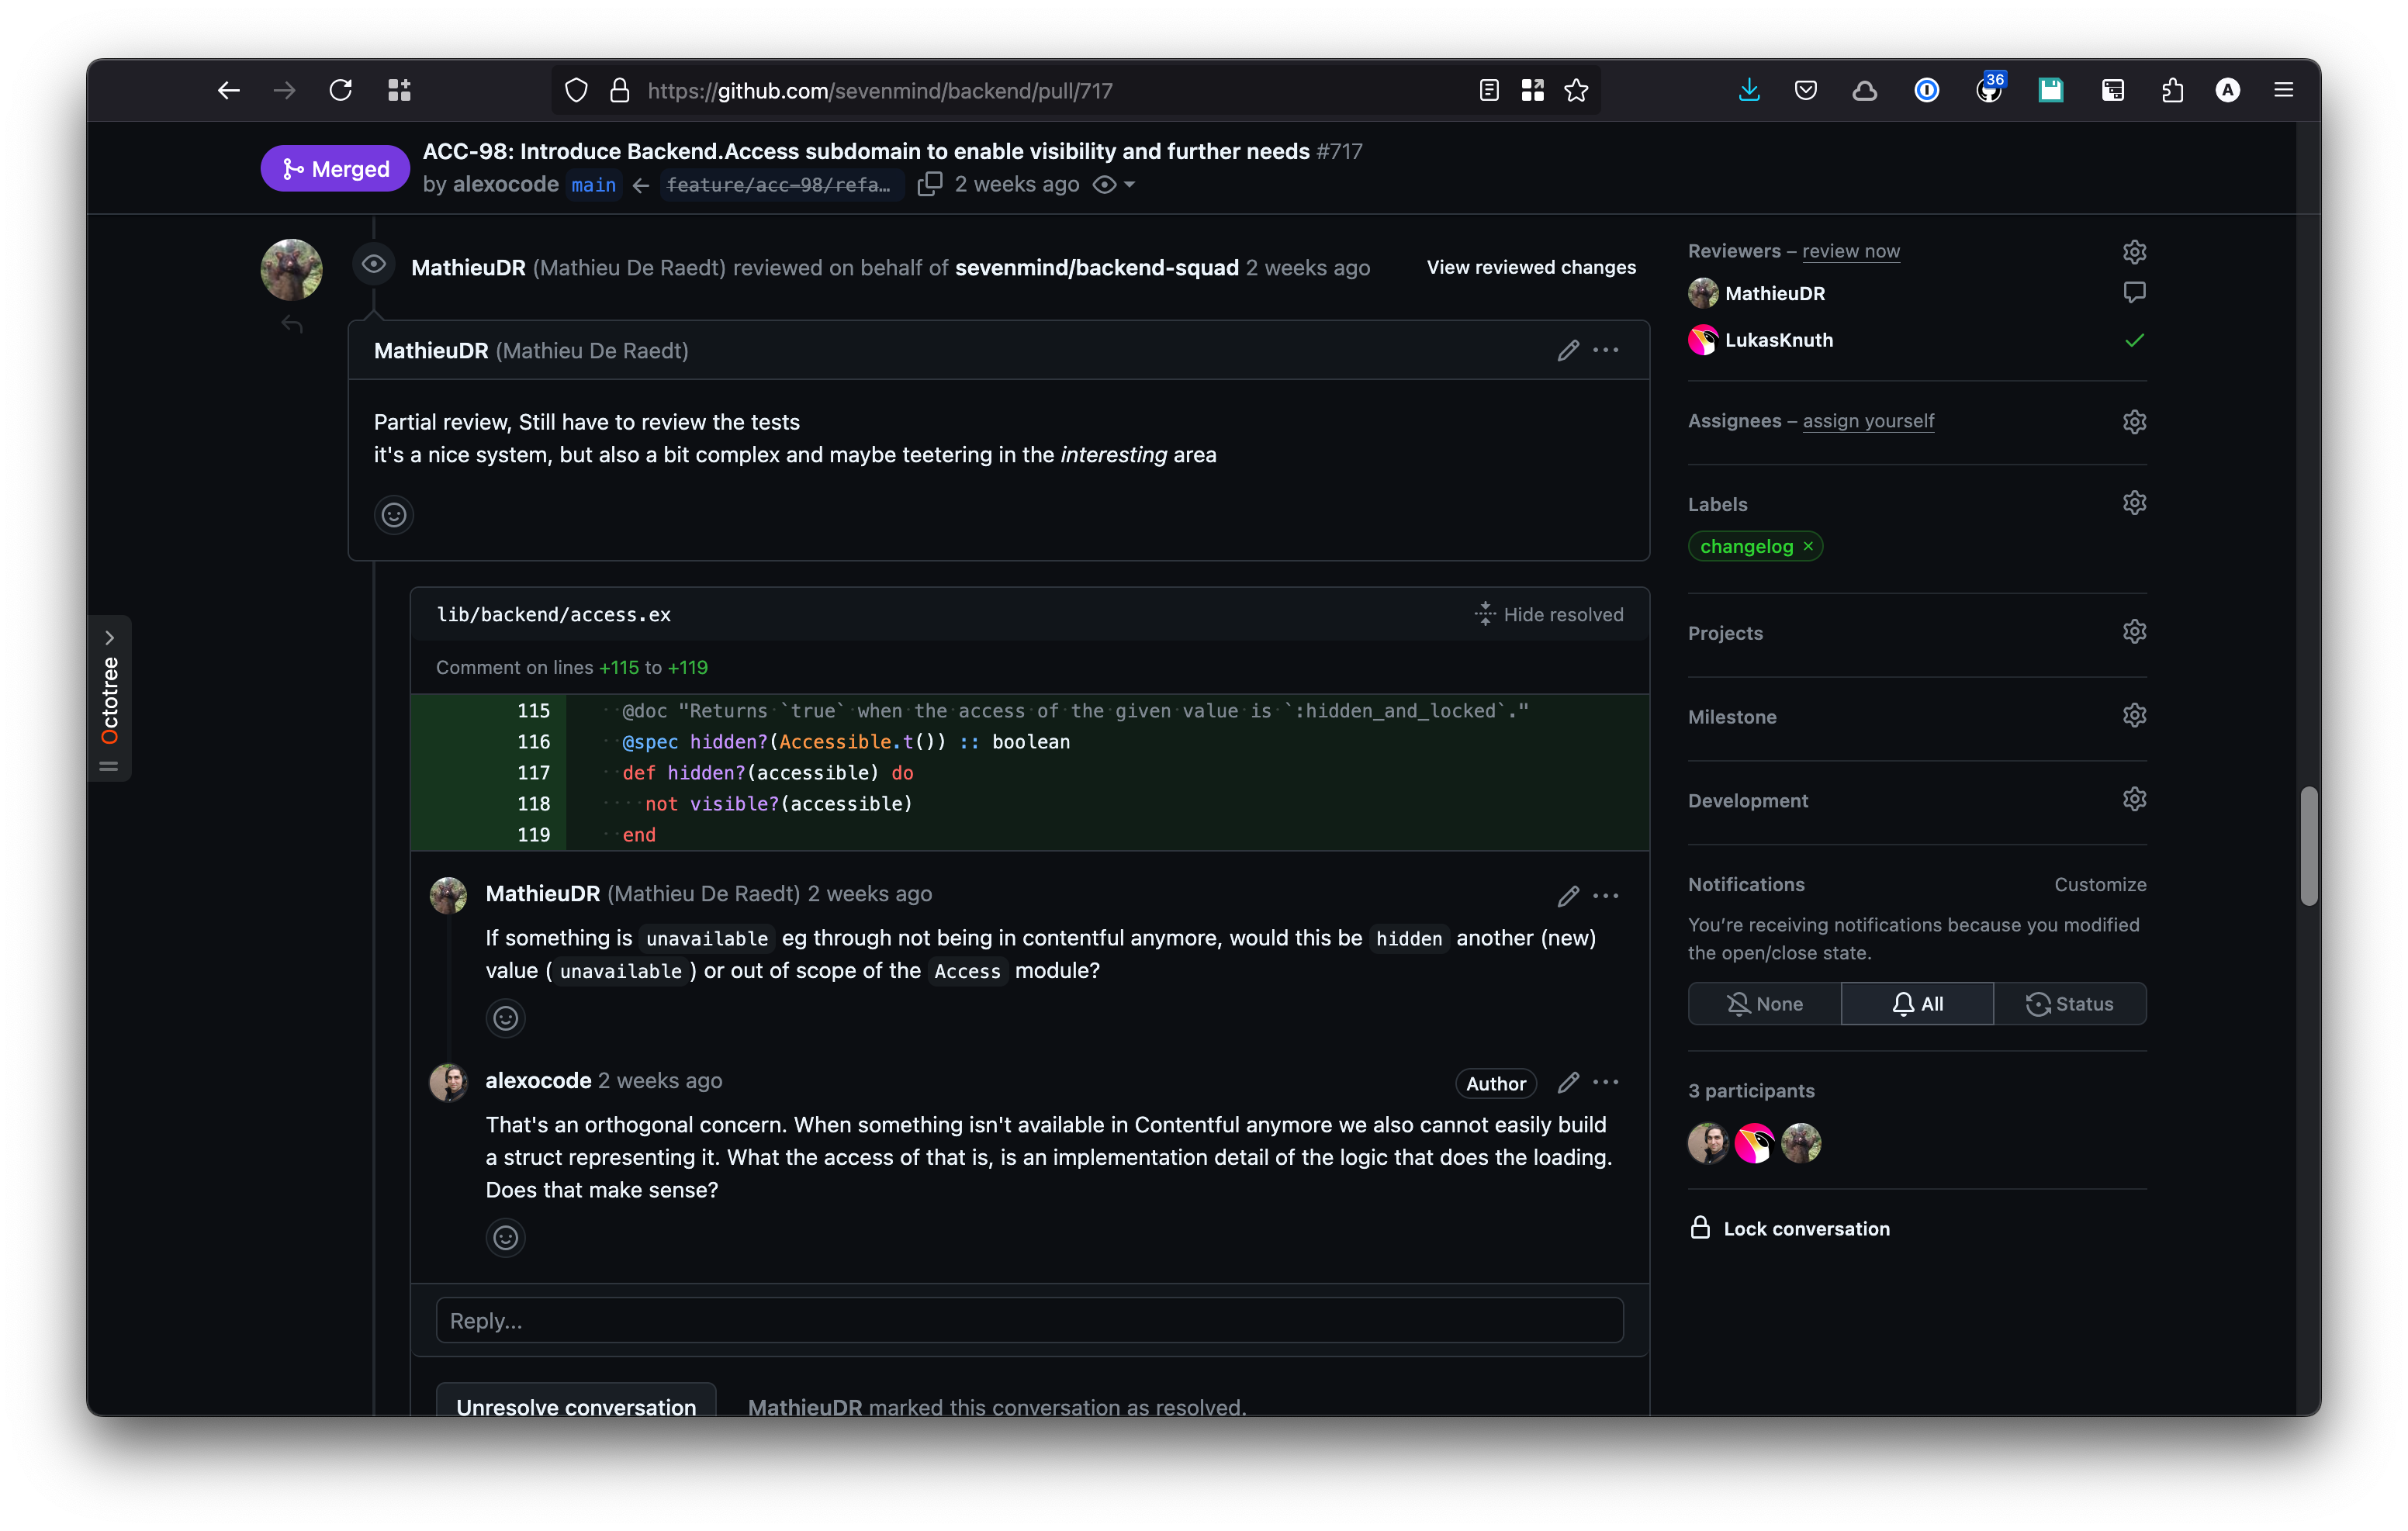 https://github.com/sevenmind/backend/pull/717
36
A
Merged
ACC-98: Introduce Backend.Access subdomain to enable visibility and further needs #717
by alexocode main ← feature/acc-98/refa… 2 weeks ago
MathieuDR (Mathieu De Raedt) reviewed on behalf of sevenmind/backend-squad 2 weeks ago
View reviewed changes
MathieuDR (Mathieu De Raedt)
Partial review, Still have to review the tests
it's a nice system, but also a bit complex and maybe teetering in the interesting area
Octotree
lib/backend/access.ex
Hide resolved
Comment on lines +115 to +119
115 @doc "Returns `true` when the access of the given value is `:hidden_and_locked`."
116 @spec hidden?(Accessible.t()) :: boolean
117 def hidden?(accessible) do
118 not visible?(accessible)
119 end
MathieuDR (Mathieu De Raedt) 2 weeks ago
If something is unavailable eg through not being in contentful anymore, would this be hidden another (new)
value (unavailable) or out of scope of the Access module?
alexocode 2 weeks ago
Author
That's an orthogonal concern. When something isn't available in Contentful anymore we also cannot easily build
a struct representing it. What the access of that is, is an implementation detail of the logic that does the loading.
Does that make sense?
Reply...
Unresolve conversation
MathieuDR marked this conversation as resolved.
Reviewers – review now
MathieuDR
LukasKnuth
Assignees – assign yourself
Labels
changelog ×
Projects
Milestone
Development
Notifications
Customize
You're receiving notifications because you modified
the open/close state.
None
All
Status
3 participants
Lock conversation